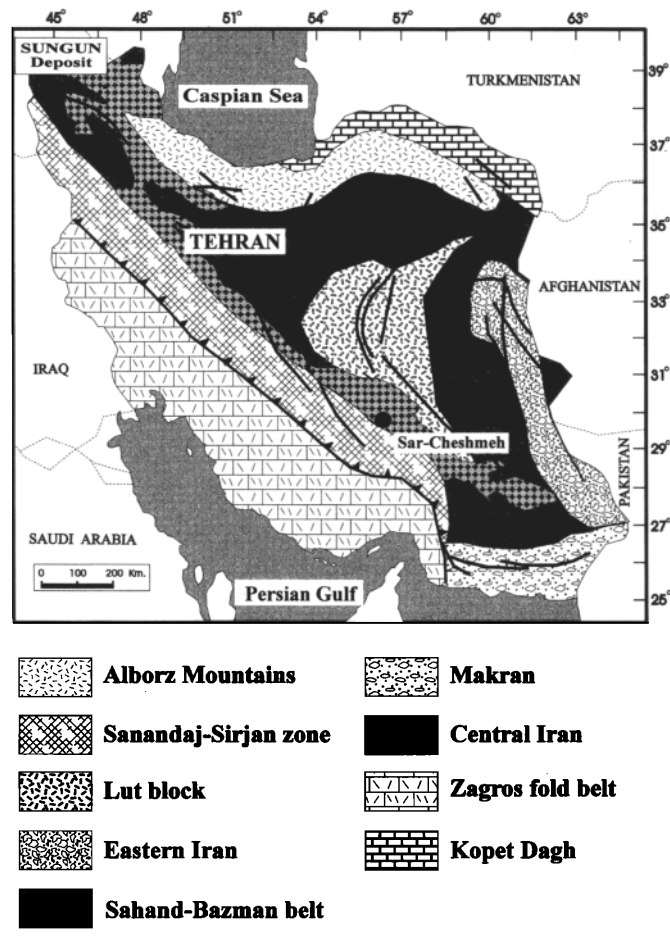 45° 48° 51° 54° 57° 60° 63°
SUNGUN
Deposit
39°
TURKMENISTAN
Caspian Sea
37°
35°
TEHRAN
AFGHANISTAN
33°
IRAQ
31°
Sar-Cheshmeh
29°
PAKISTAN
SAUDI ARABIA
27°
0 100 200 Km.
Persian Gulf
25°
Alborz Mountains
Makran
Sanandaj-Sirjan zone
Central Iran
Lut block
Zagros fold belt
Eastern Iran
Kopet Dagh
Sahand-Bazman belt